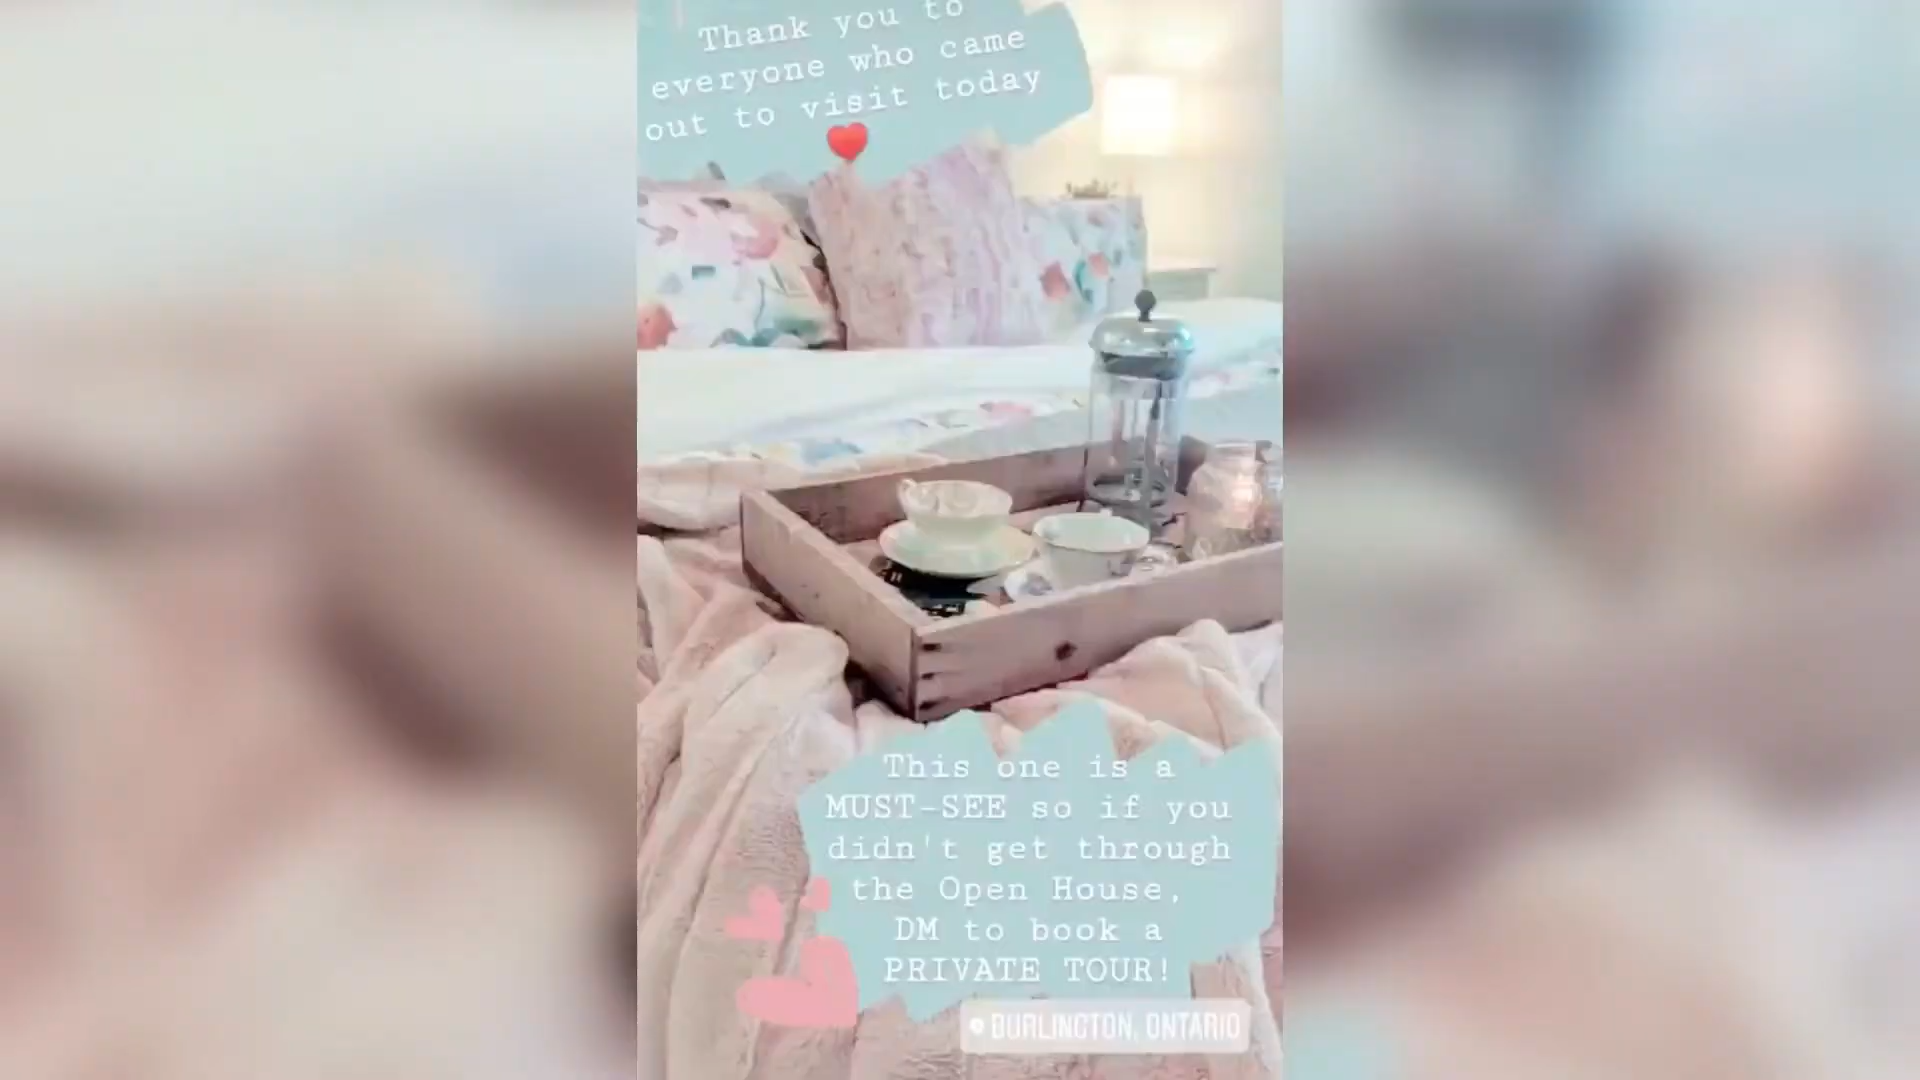 Thank you to
everyone who came
out to visit today
This one is a
MUST-SEE so if you
didn't get through
the Open House,
DM to book a
PRIVATE TOUR!
BURLINGTON, ONTARIO